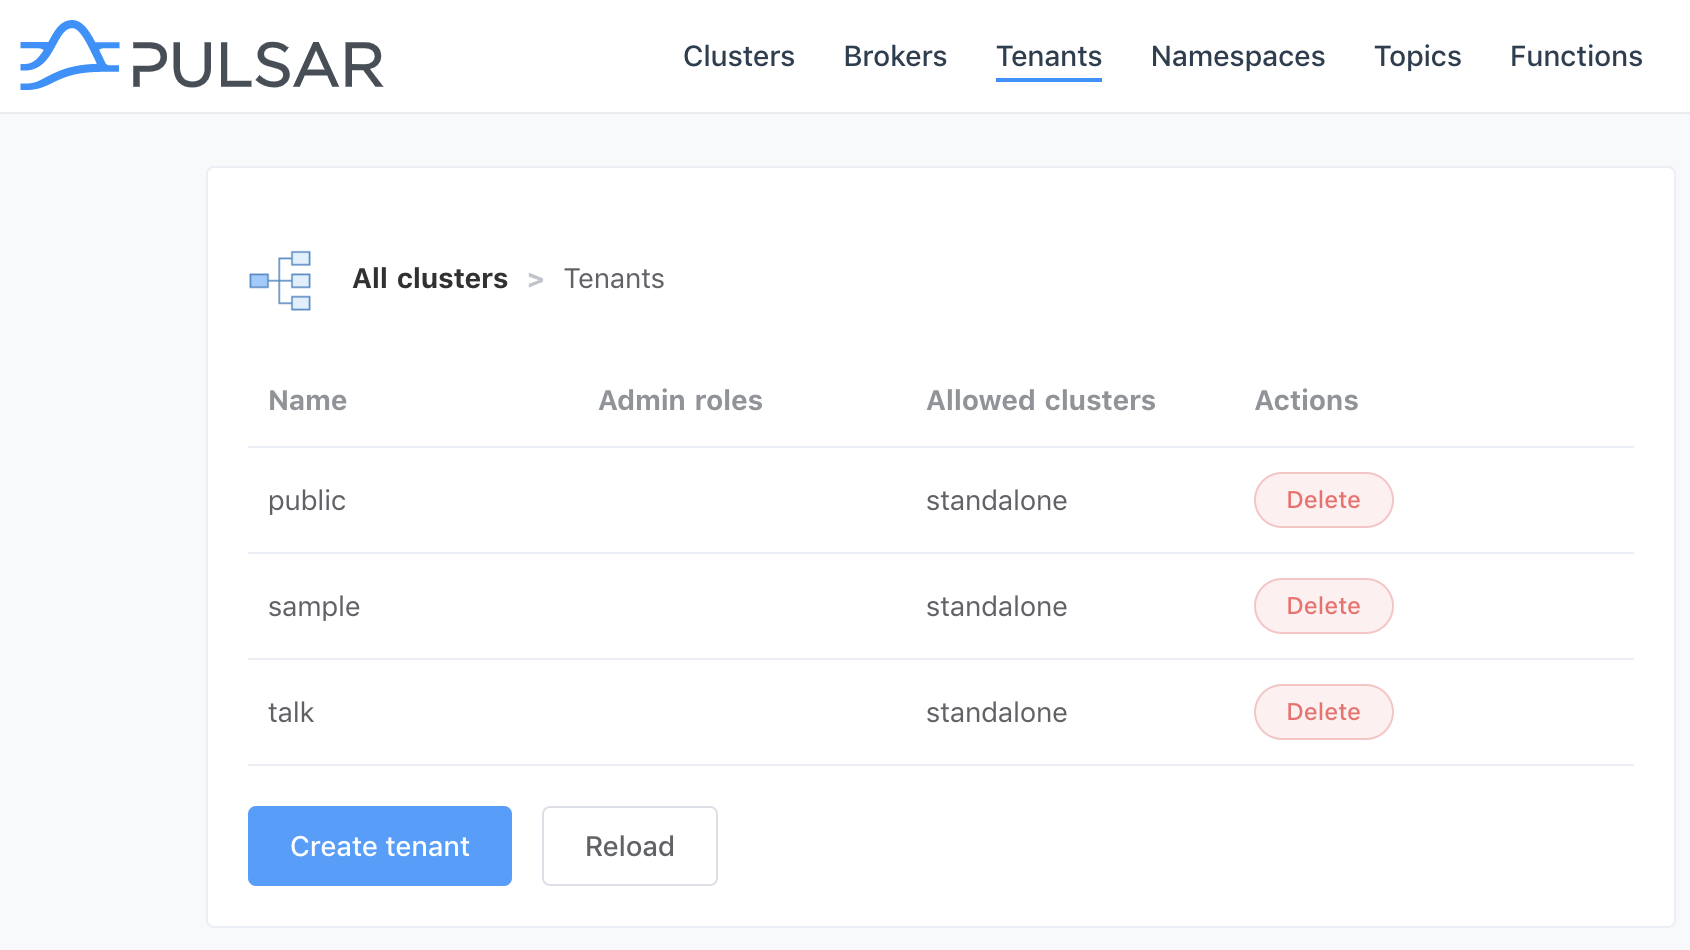 PULSAR
Clusters Brokers Tenants Namespaces Topics Functions
All clusters > Tenants
Name Admin roles Allowed clusters Actions
public standalone Delete
sample standalone Delete
talk standalone Delete
Create tenant Reload